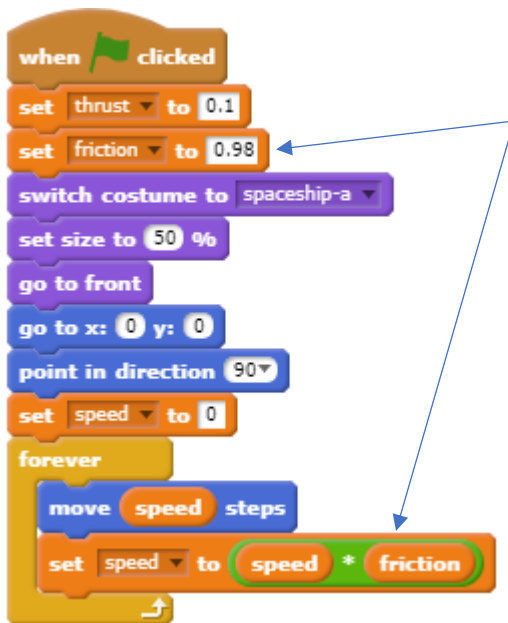 when clicked
set thrust to 0.1
set friction to 0.98
switch costume to spaceship-a
set size to 50 %
go to front
go to x: 0 y: 0
point in direction 90
set speed to 0
forever
move speed steps
set speed to speed * friction